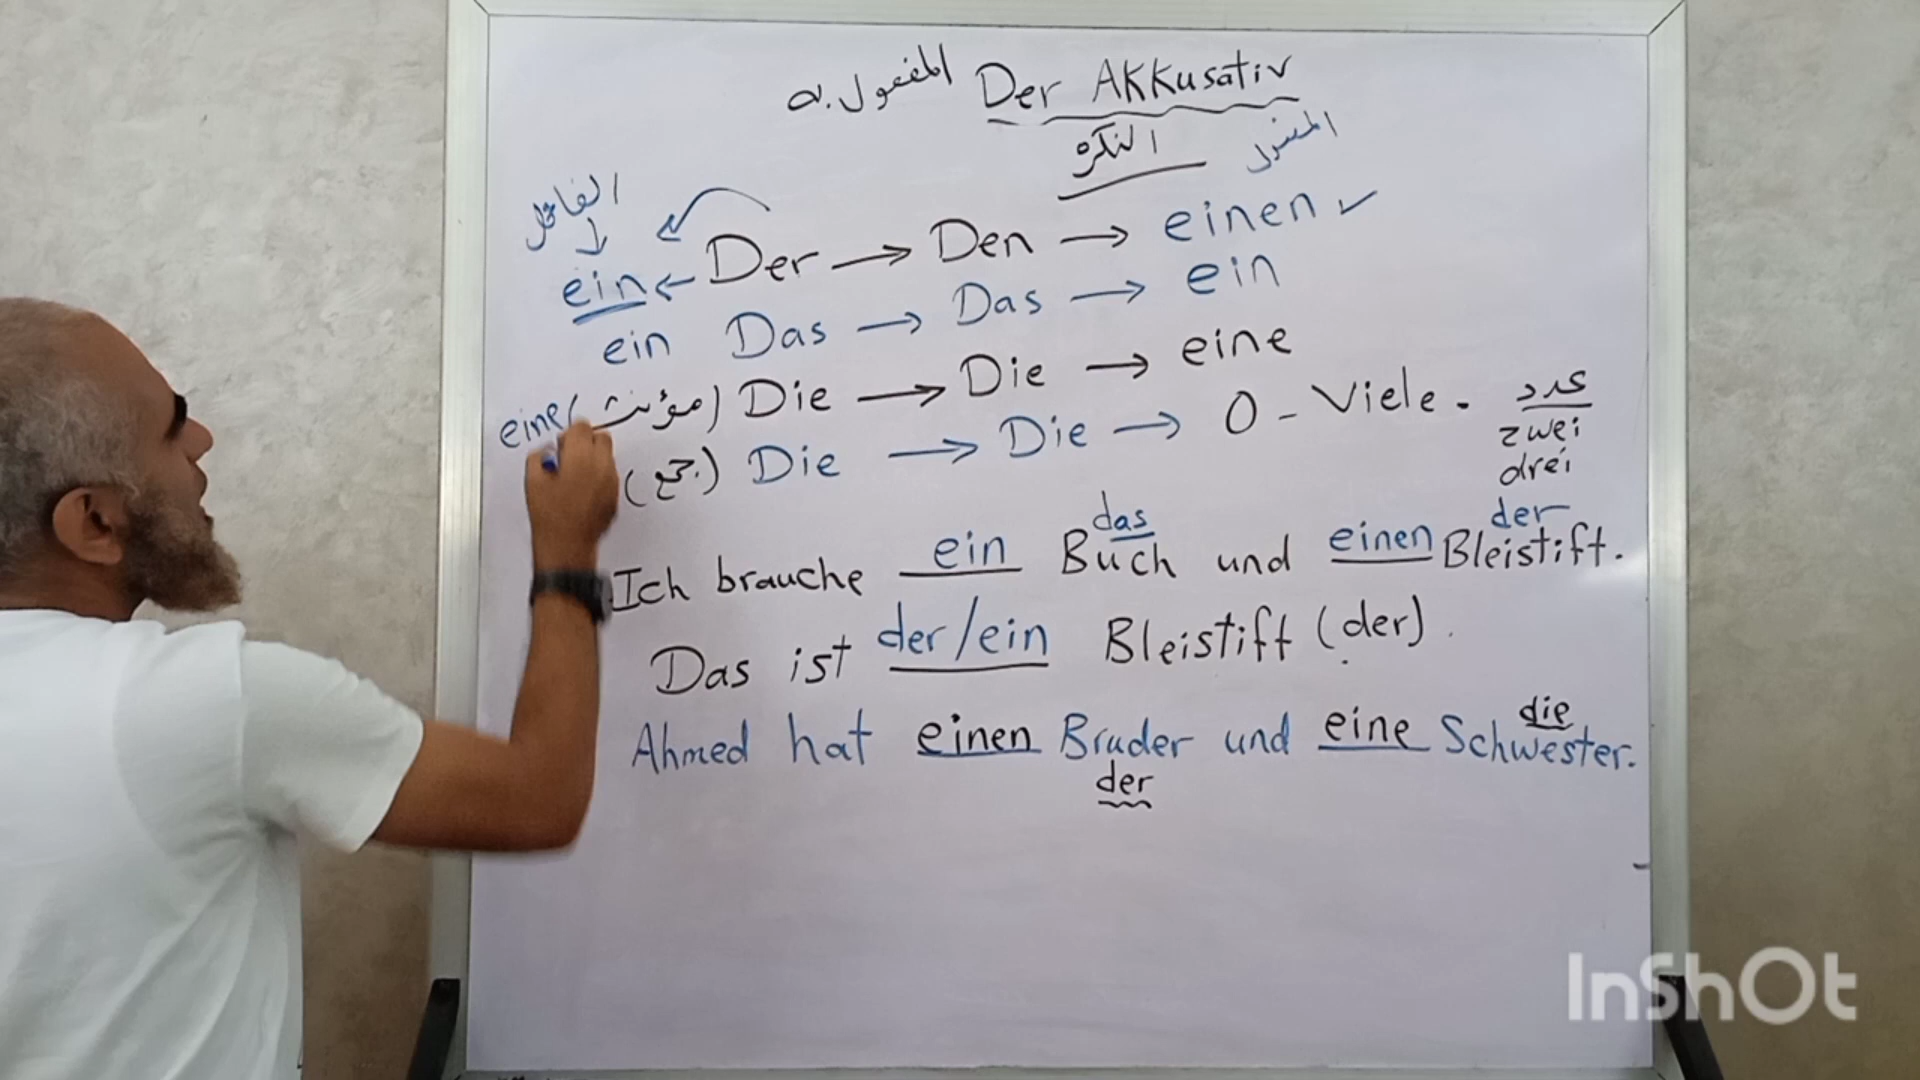 Der AKKusativ المفعول به
النكره
المفعول
الفاعل
ein ← Der → Den → einen ✓
ein Das → Das → ein
eine (مؤنث) Die → Die → eine
(جمع) Die → Die → 0 - Viele. عدد
zwei
drei
das der
Ich brauche ein Buch und einen Bleistift.
Das ist der/ein Bleistift (der).
die
Ahmed hat einen Bruder und eine Schwester.
der
InShOt